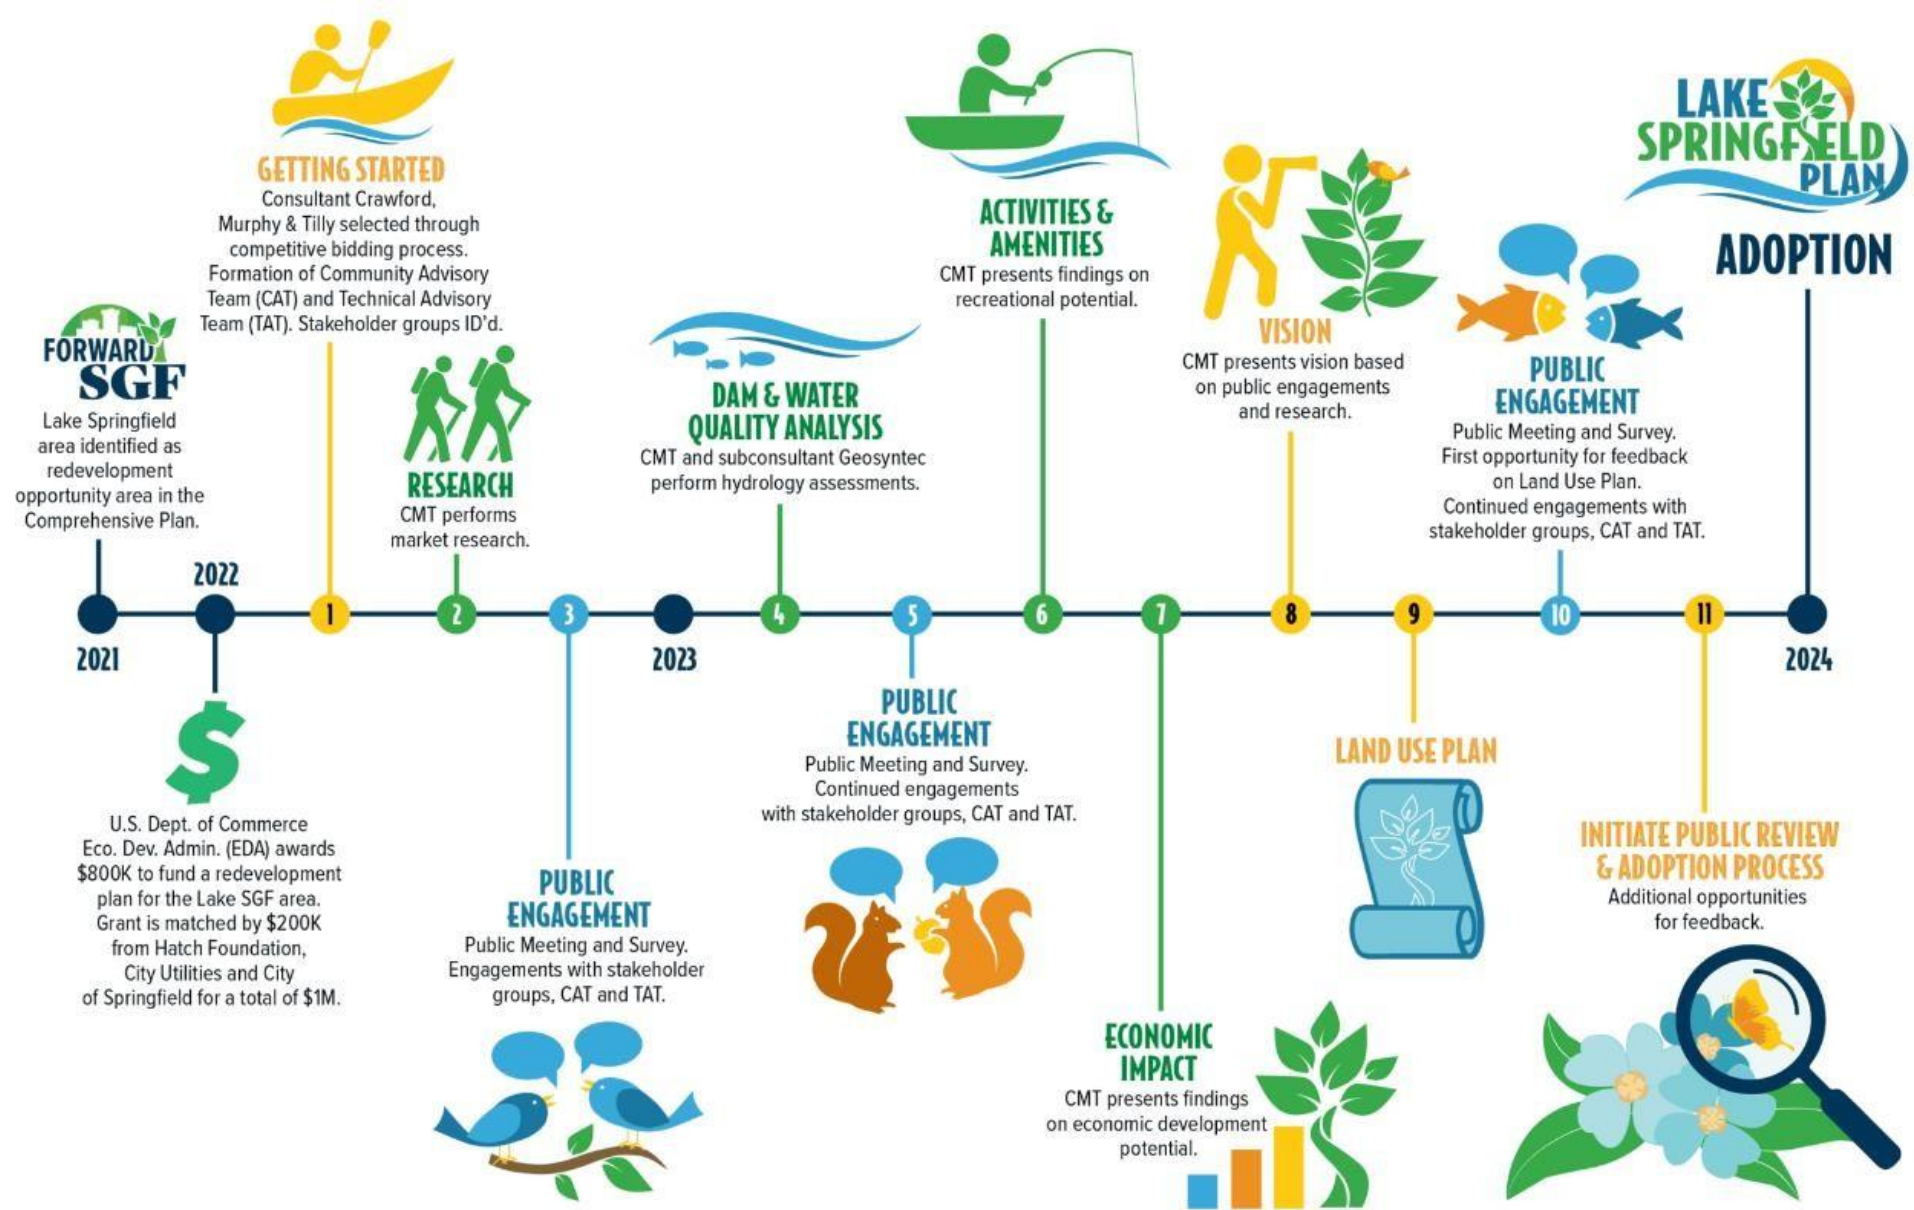 FORWARD
SGF
Lake Springfield
area identified as
redevelopment
opportunity area in the
Comprehensive Plan.
2021
2022
U.S. Dept. of Commerce
Eco. Dev. Admin. (EDA) awards
$800K to fund a redevelopment
plan for the Lake SGF area.
Grant is matched by $200K
from Hatch Foundation,
City Utilities and City
of Springfield for a total of $1M.
GETTING STARTED
Consultant Crawford,
Murphy & Tilly selected through
competitive bidding process.
Formation of Community Advisory
Team (CAT) and Technical Advisory
Team (TAT). Stakeholder groups ID'd.
1
RESEARCH
CMT performs
market research.
2
3
PUBLIC
ENGAGEMENT
Public Meeting and Survey.
Engagements with stakeholder
groups, CAT and TAT.
2023
DAM & WATER
QUALITY ANALYSIS
CMT and subconsultant Geosyntec
perform hydrology assessments.
4
5
PUBLIC
ENGAGEMENT
Public Meeting and Survey.
Continued engagements
with stakeholder groups, CAT and TAT.
ACTIVITIES &
AMENITIES
CMT presents findings on
recreational potential.
6
7
ECONOMIC
IMPACT
CMT presents findings
on economic development
potential.
VISION
CMT presents vision based
on public engagements
and research.
8
9
LAND USE PLAN
PUBLIC
ENGAGEMENT
Public Meeting and Survey.
First opportunity for feedback
on Land Use Plan.
Continued engagements with
stakeholder groups, CAT and TAT.
10
11
INITIATE PUBLIC REVIEW
& ADOPTION PROCESS
Additional opportunities
for feedback.
LAKE
SPRINGFIELD
PLAN
ADOPTION
2024